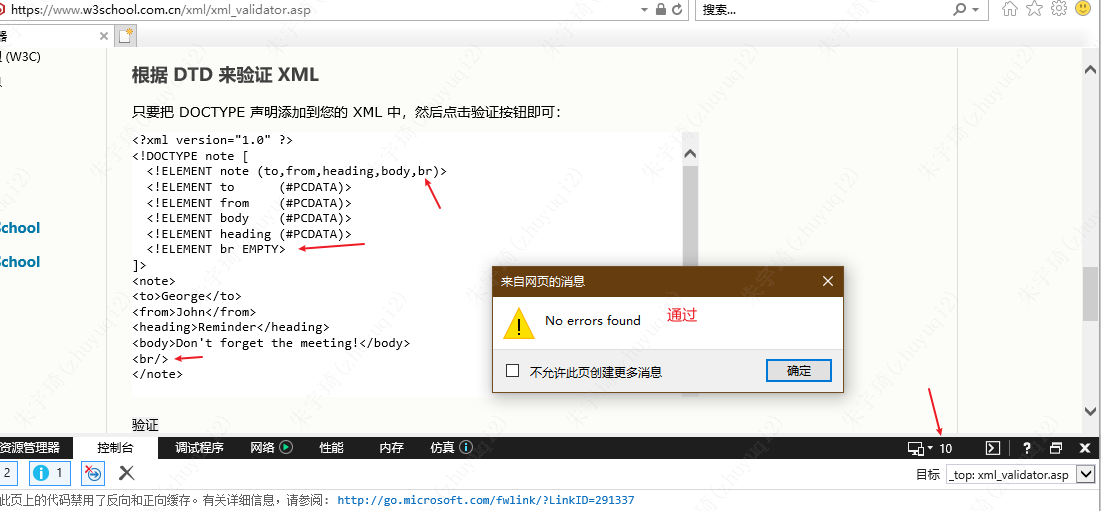 https://www.w3school.com.cn/xml/xml_validator.asp
搜索...
器
(W3C)
根据 DTD 来验证 XML
只要把 DOCTYPE 声明添加到您的 XML 中，然后点击验证按钮即可：
<?xml version="1.0" ?>
<!DOCTYPE note [
<!ELEMENT note (to,from,heading,body,br)>
<!ELEMENT to      (#PCDATA)>
<!ELEMENT from    (#PCDATA)>
<!ELEMENT body    (#PCDATA)>
<!ELEMENT heading (#PCDATA)>
<!ELEMENT br EMPTY>
]>
<note>
<to>George</to>
<from>John</from>
<heading>Reminder</heading>
<body>Don't forget the meeting!</body>
<br/>
</note>
School
School
来自网页的消息
No errors found
通过
不允许此页创建更多消息
确定
验证
资源管理器 控制台 调试程序 网络 性能 内存 仿真 10
2 1 目标 _top: xml_validator.asp
此页上的代码禁用了反向和正向缓存。有关详细信息，请参阅: http://go.microsoft.com/fwlink/?LinkID=291337
朱宇琦(zhuyuqi2)